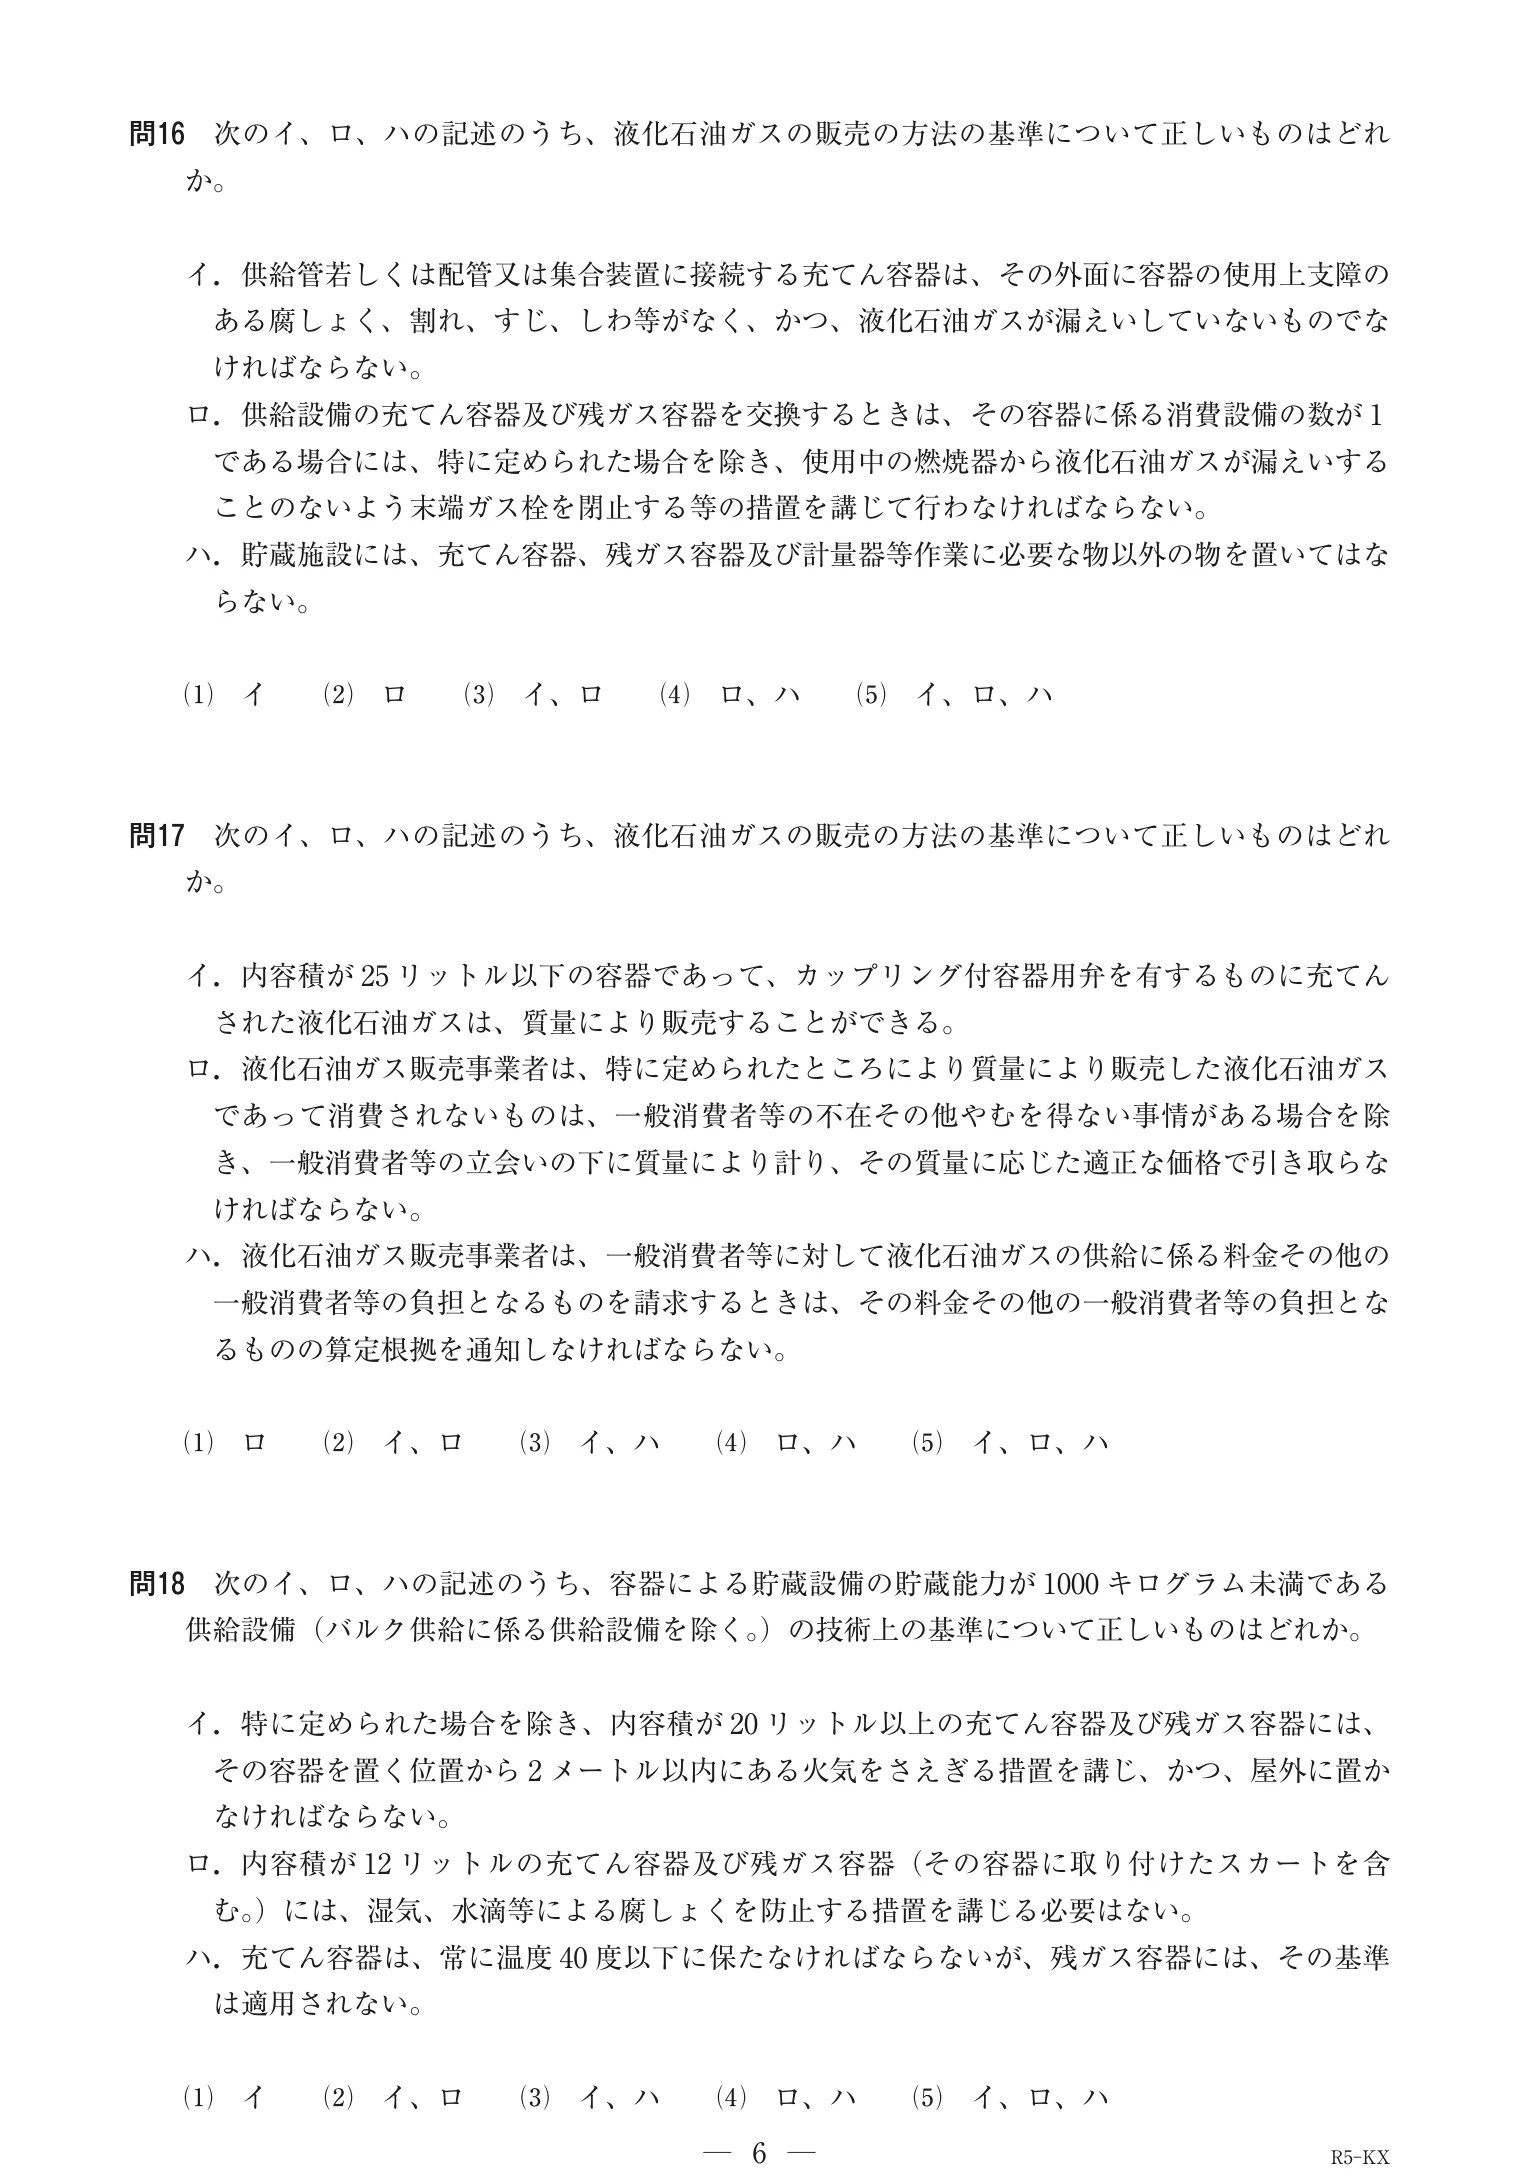 問16　次のイ、ロ、ハの記述のうち、液化石油ガスの販売の方法の基準について正しいものはどれ
か。
イ．供給管若しくは配管又は集合装置に接続する充てん容器は、その外面に容器の使用上支障の
ある腐しょく、割れ、すじ、しわ等がなく、かつ、液化石油ガスが漏えいしていないものでな
ければならない。
ロ．供給設備の充てん容器及び残ガス容器を交換するときは、その容器に係る消費設備の数が1
である場合には、特に定められた場合を除き、使用中の燃焼器から液化石油ガスが漏えいする
ことのないよう末端ガス栓を閉止する等の措置を講じて行わなければならない。
ハ．貯蔵施設には、充てん容器、残ガス容器及び計量器等作業に必要な物以外の物を置いてはな
らない。
(1)　イ　　(2)　ロ　　(3)　イ、ロ　　(4)　ロ、ハ　　(5)　イ、ロ、ハ
問17　次のイ、ロ、ハの記述のうち、液化石油ガスの販売の方法の基準について正しいものはどれ
か。
イ．内容積が25リットル以下の容器であって、カップリング付容器用弁を有するものに充てん
された液化石油ガスは、質量により販売することができる。
ロ．液化石油ガス販売事業者は、特に定められたところにより質量により販売した液化石油ガス
であって消費されないものは、一般消費者等の不在その他やむを得ない事情がある場合を除
き、一般消費者等の立会いの下に質量により計り、その質量に応じた適正な価格で引き取らな
ければならない。
ハ．液化石油ガス販売事業者は、一般消費者等に対して液化石油ガスの供給に係る料金その他の
一般消費者等の負担となるものを請求するときは、その料金その他の一般消費者等の負担とな
るものの算定根拠を通知しなければならない。
(1)　ロ　　(2)　イ、ロ　　(3)　イ、ハ　　(4)　ロ、ハ　　(5)　イ、ロ、ハ
問18　次のイ、ロ、ハの記述のうち、容器による貯蔵設備の貯蔵能力が1000キログラム未満である
供給設備（バルク供給に係る供給設備を除く。）の技術上の基準について正しいものはどれか。
イ．特に定められた場合を除き、内容積が20リットル以上の充てん容器及び残ガス容器には、
その容器を置く位置から2メートル以内にある火気をさえぎる措置を講じ、かつ、屋外に置か
なければならない。
ロ．内容積が12リットルの充てん容器及び残ガス容器（その容器に取り付けたスカートを含
む。）には、湿気、水滴等による腐しょくを防止する措置を講じる必要はない。
ハ．充てん容器は、常に温度40度以下に保たなければならないが、残ガス容器には、その基準
は適用されない。
(1)　イ　　(2)　イ、ロ　　(3)　イ、ハ　　(4)　ロ、ハ　　(5)　イ、ロ、ハ
― 6 ―
R5-KX